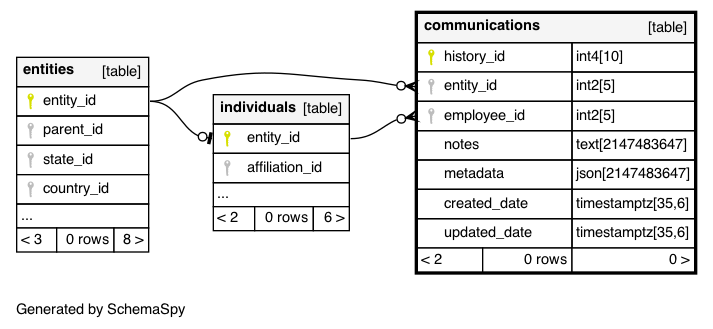 entities [table]
entity_id
parent_id
state_id
country_id
...
< 3 0 rows 8 >
individuals [table]
entity_id
affiliation_id
...
< 2 0 rows 6 >
communications [table]
history_id int4[10]
entity_id int2[5]
employee_id int2[5]
notes text[2147483647]
metadata json[2147483647]
created_date timestamptz[35,6]
updated_date timestamptz[35,6]
< 2 0 rows 0 >
Generated by SchemaSpy